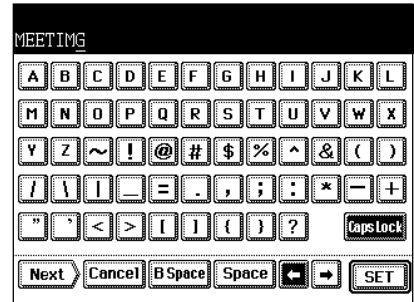 MEETIMG
A B C D E F G H I J K L
M N O P Q R S T U V W X
Y Z ~ ! @ # $ % ^ & ( )
/ \ | _ = . , ; : * - +
" ' < > [ ] { } ? Caps Lock
Next Cancel B Space Space ← → SET